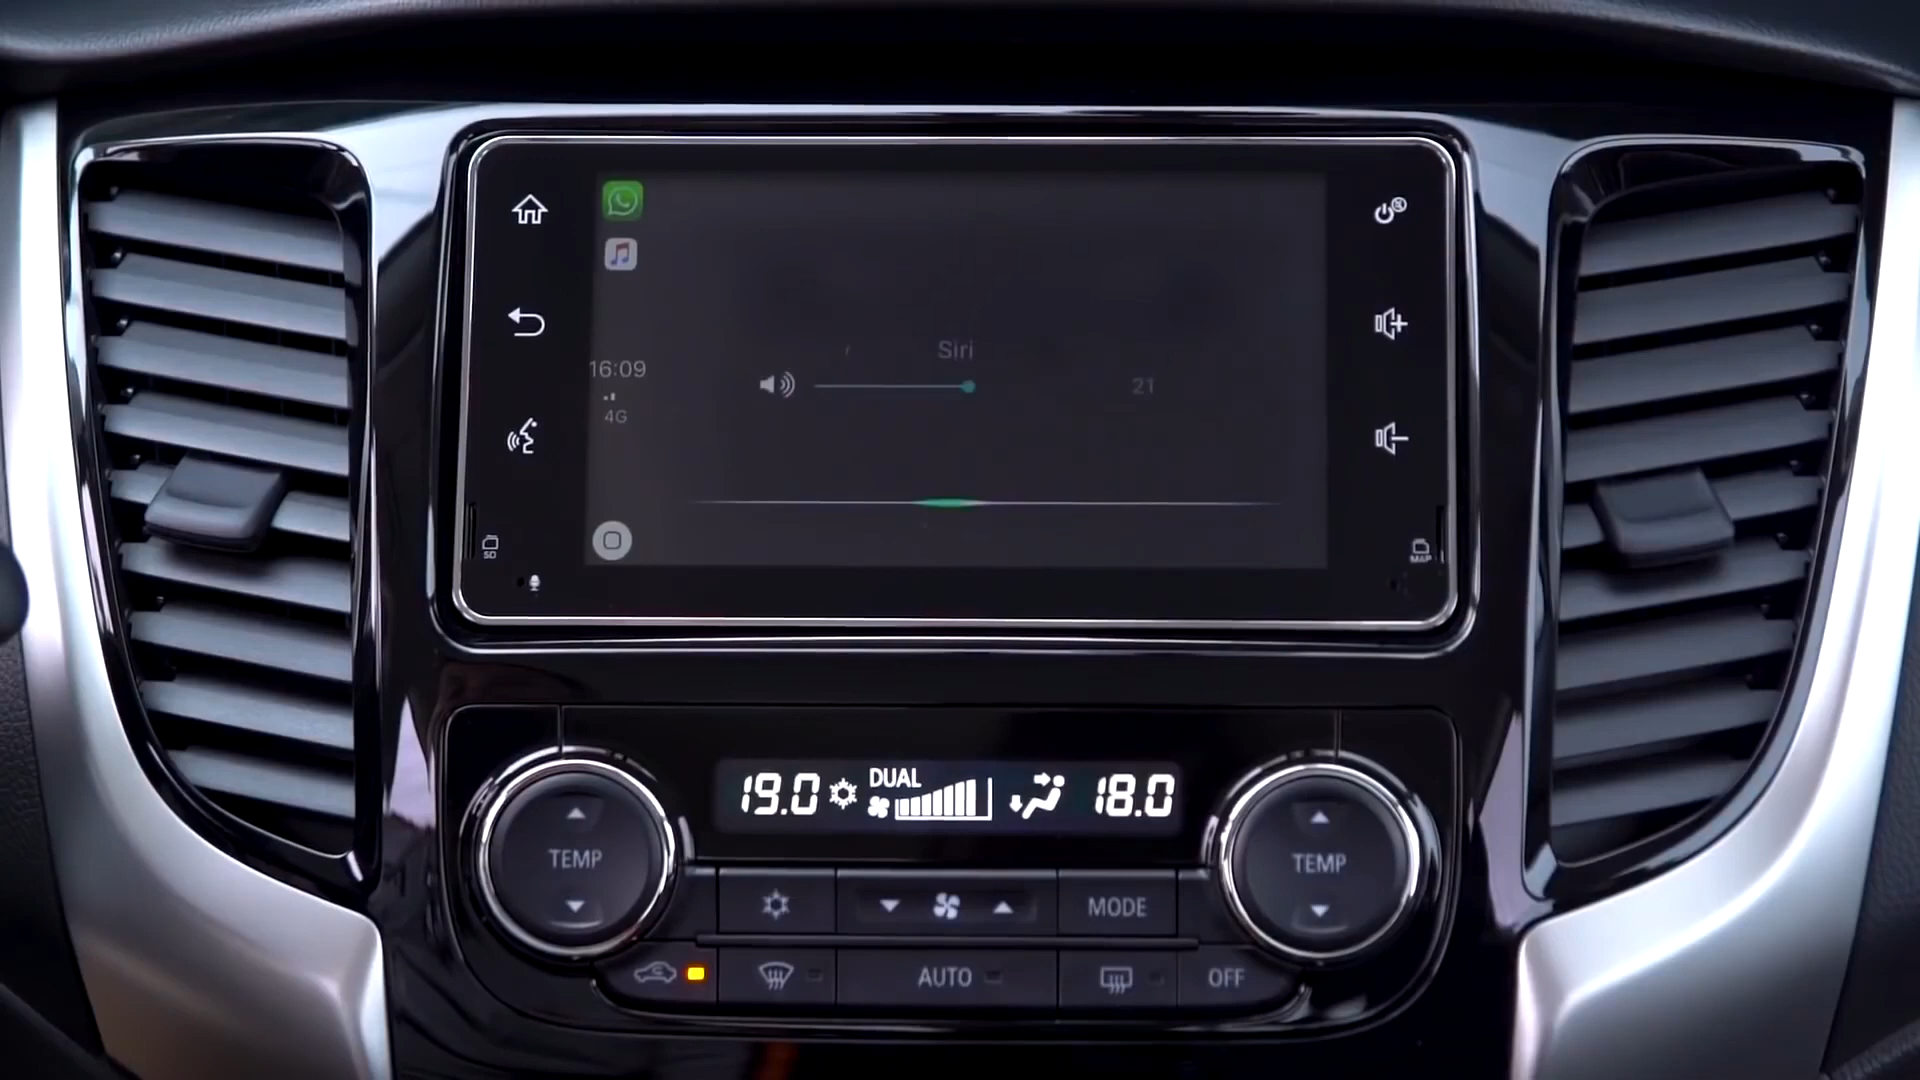 16:09
4G
Siri
21
SD
MAP
19.0 DUAL 18.0
TEMP
TEMP
MODE
AUTO
OFF